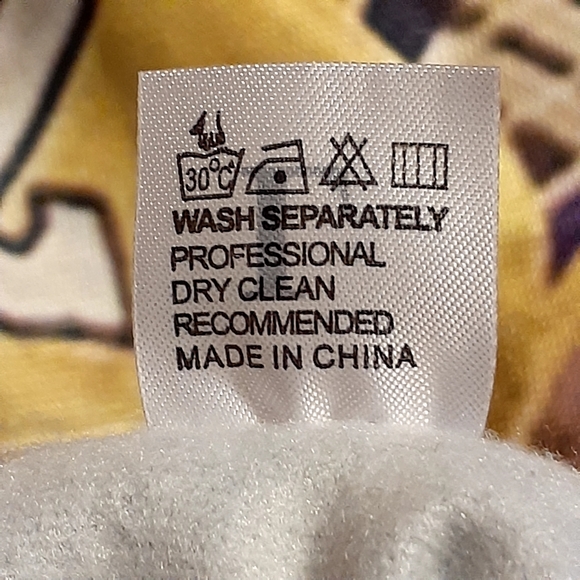 30°C
WASH SEPARATELY
PROFESSIONAL
DRY CLEAN
RECOMMENDED
MADE IN CHINA